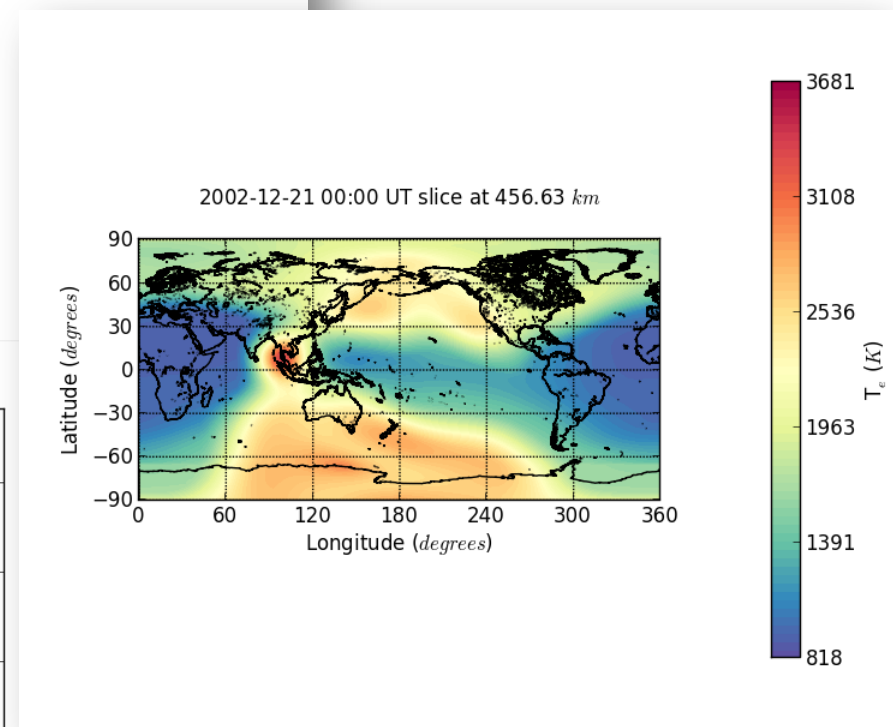 2002-12-21 00:00 UT slice at 456.63 km
90
60
30
0
−30
−60
−90
Latitude (degrees)
0 60 120 180 240 300 360
Longitude (degrees)
3681
3108
2536
1963
1391
818
Te (K)